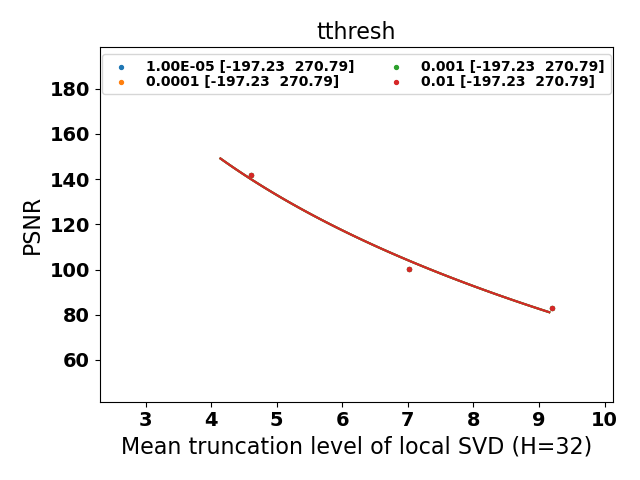 tthresh
1.00E-05 [-197.23  270.79]
0.0001 [-197.23  270.79]
0.001 [-197.23  270.79]
0.01 [-197.23  270.79]
PSNR
180
160
140
120
100
80
60
3 4 5 6 7 8 9 10
Mean truncation level of local SVD (H=32)